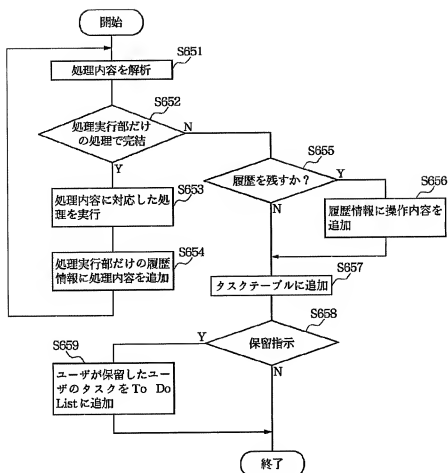 開始
S651
処理内容を解析
S652
処理実行部だけ
の処理で完結
N
Y
S653
処理内容に対応した処
理を実行
S654
処理実行部だけの履歴
情報に処理内容を追加
S655
履歴を残すか？
Y
N
S656
履歴情報に操作内容を
追加
S657
タスクテーブルに追加
S658
保留指示
Y
N
S659
ユーザが保留したユー
ザのタスクをTo Do
Listに追加
終了